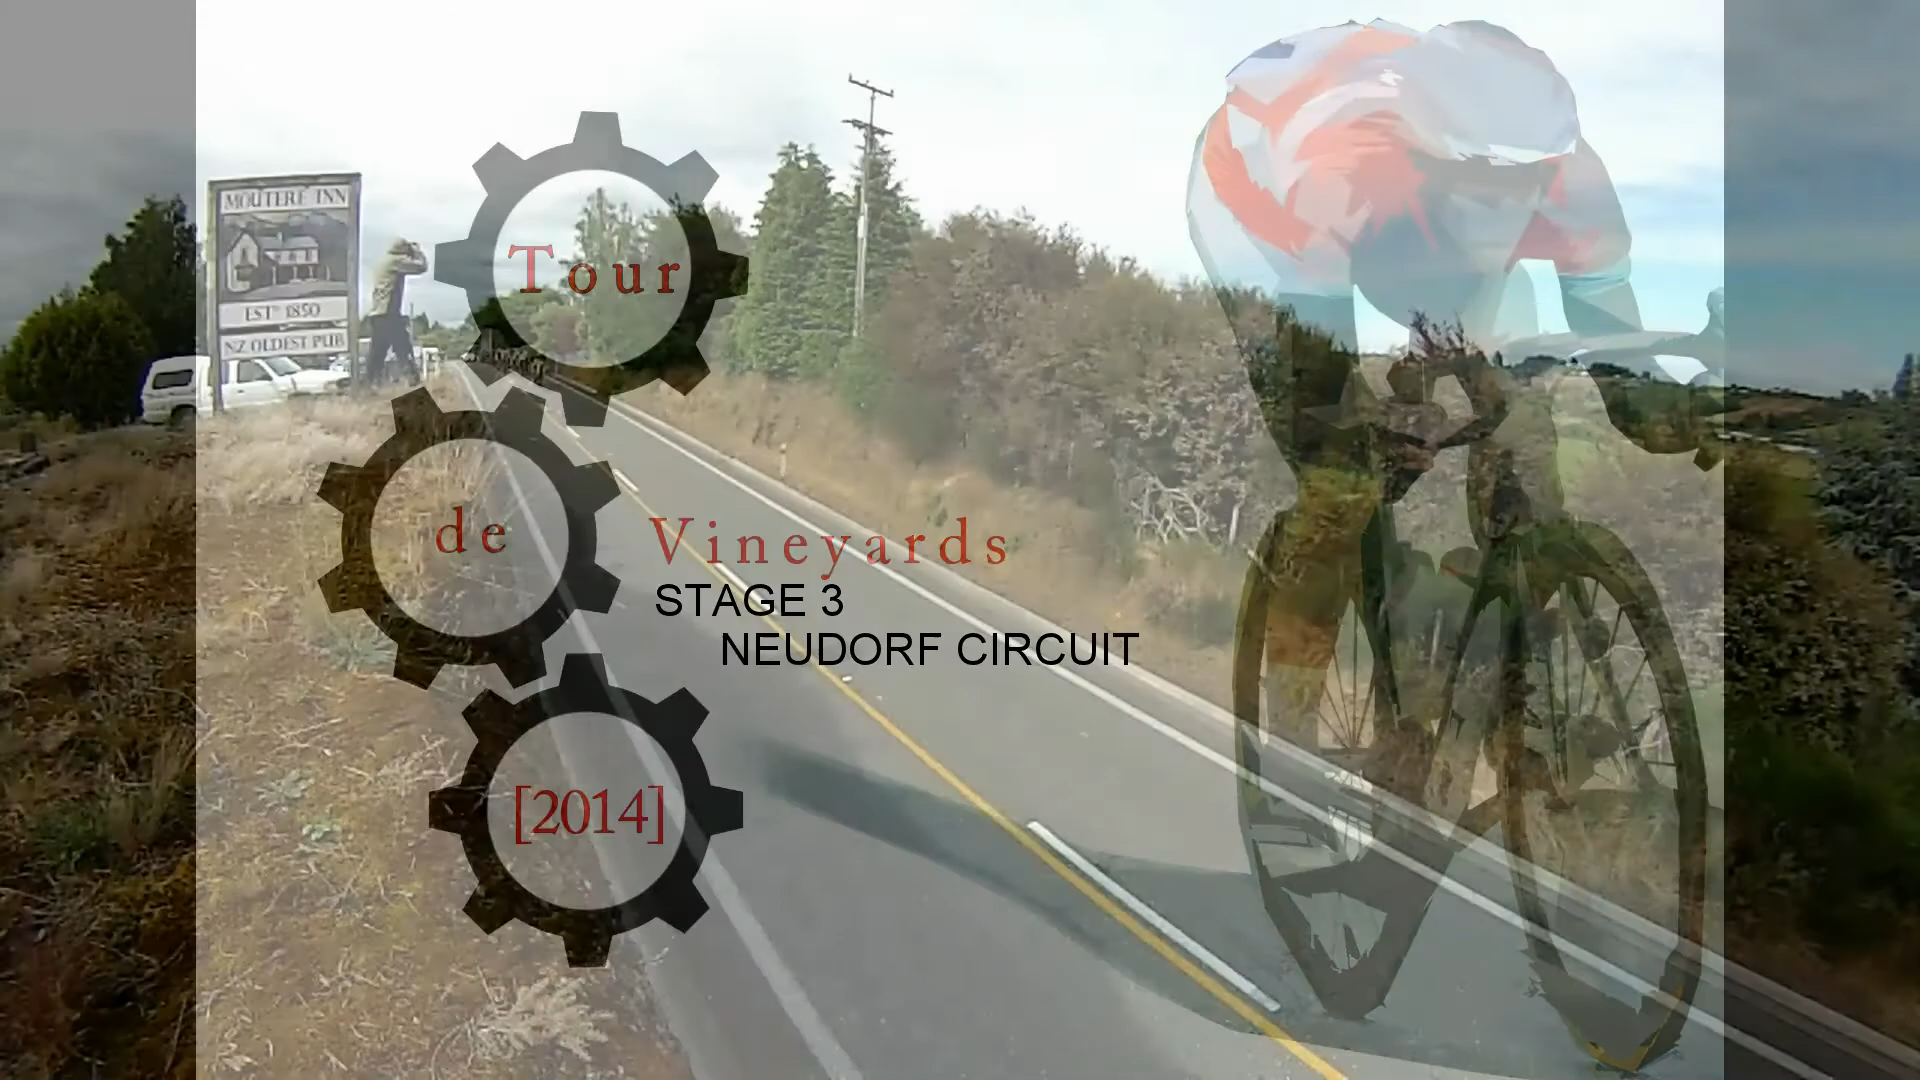 MOUTERE INN
EST 1850
NZ OLDEST PUB
Tour
de Vineyards
STAGE 3
NEUDORF CIRCUIT
[2014]